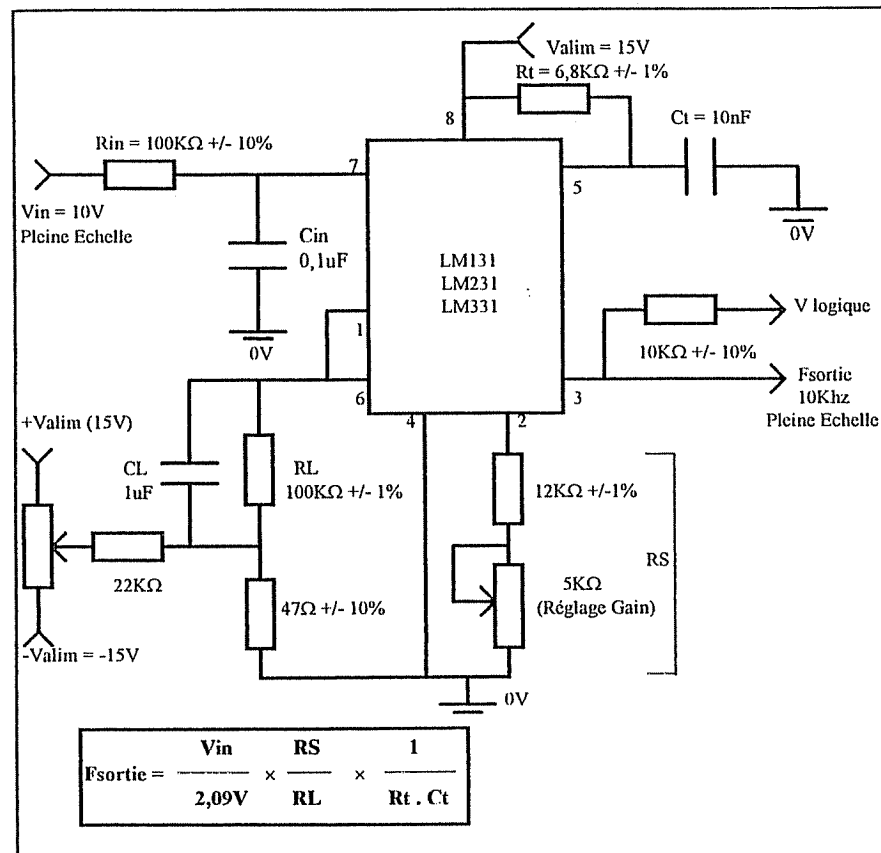 Valim = 15V
Rt = 6,8KΩ +/- 1%
8
Ct = 10nF
Rin = 100KΩ +/- 10%
7
5
Vin = 10V
Pleine Echelle
0V
Cin
0,1uF
LM131
LM231
LM331
V logique
1
0V
10KΩ +/- 10%
Fsortie
10Khz
Pleine Echelle
6
4
2
3
+Valim (15V)
CL
1uF
RL
100KΩ +/- 1%
12KΩ +/-1%
RS
22KΩ
5KΩ
(Réglage Gain)
47Ω +/- 10%
-Valim = -15V
0V
Vin RS 1
Fsortie = × ×
2,09V RL Rt . Ct